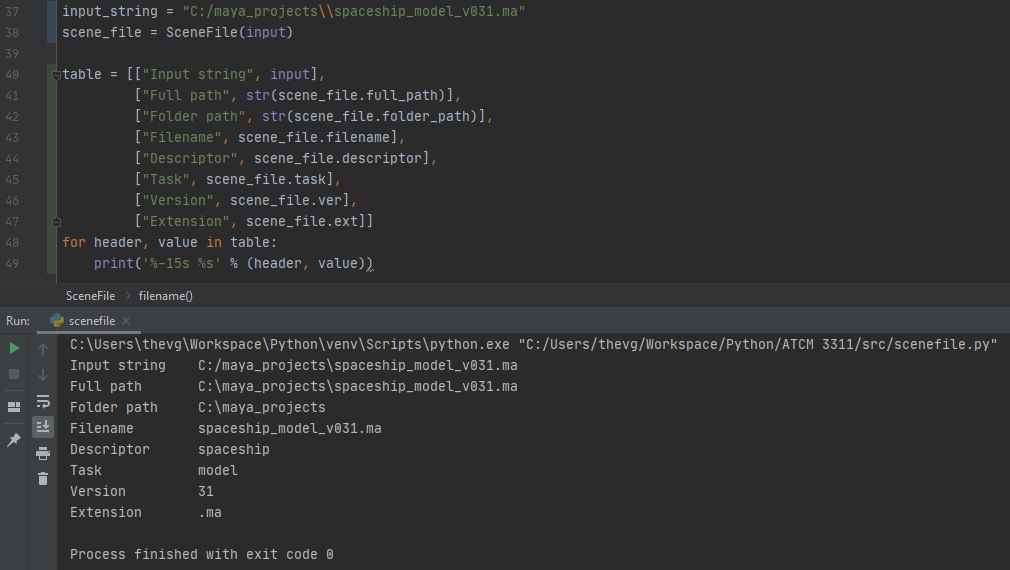 37 input_string = "C:/maya_projects\\spaceship_model_v031.ma"
38 scene_file = SceneFile(input)
39
40 table = [["Input string", input],
41 ["Full path", str(scene_file.full_path)],
42 ["Folder path", str(scene_file.folder_path)],
43 ["Filename", scene_file.filename],
44 ["Descriptor", scene_file.descriptor],
45 ["Task", scene_file.task],
46 ["Version", scene_file.ver],
47 ["Extension", scene_file.ext]]
48 for header, value in table:
49 print('%-15s %s' % (header, value))
SceneFile › filename()
Run: scenefile ×
C:\Users\thevg\Workspace\Python\venv\Scripts\python.exe "C:/Users/thevg/Workspace/Python/ATCM 3311/src/scenefile.py"
Input string C:/maya_projects\spaceship_model_v031.ma
Full path C:\maya_projects\spaceship_model_v031.ma
Folder path C:\maya_projects
Filename spaceship_model_v031.ma
Descriptor spaceship
Task model
Version 31
Extension .ma
Process finished with exit code 0